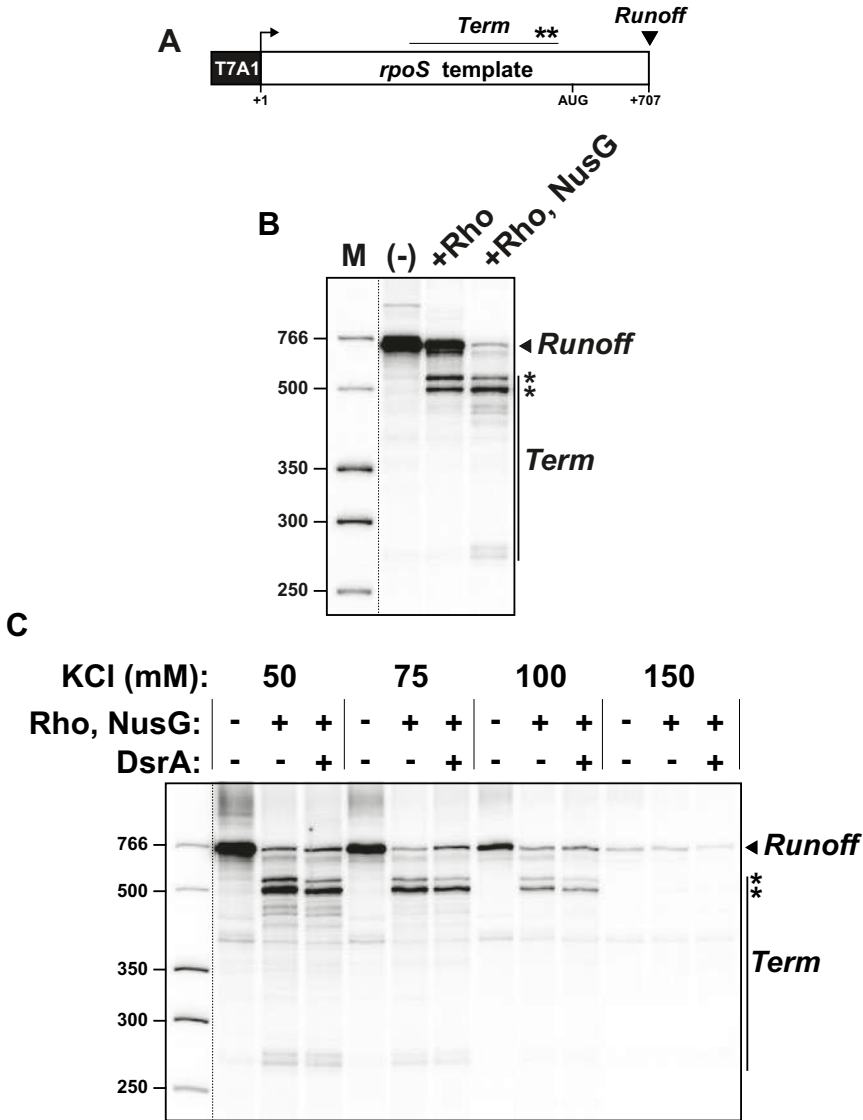 A
Term
**
Runoff
T7A1
rpoS template
+1
AUG
+707
B
M (-) +Rho +Rho, NusG
766
Runoff
*
500
*
350
Term
300
250
C
KCl (mM): 50 75 100 150
Rho, NusG: - + + - + + - + + - + +
DsrA: - - + - - + - - + - - +
766
Runoff
*
500
*
350
Term
300
250